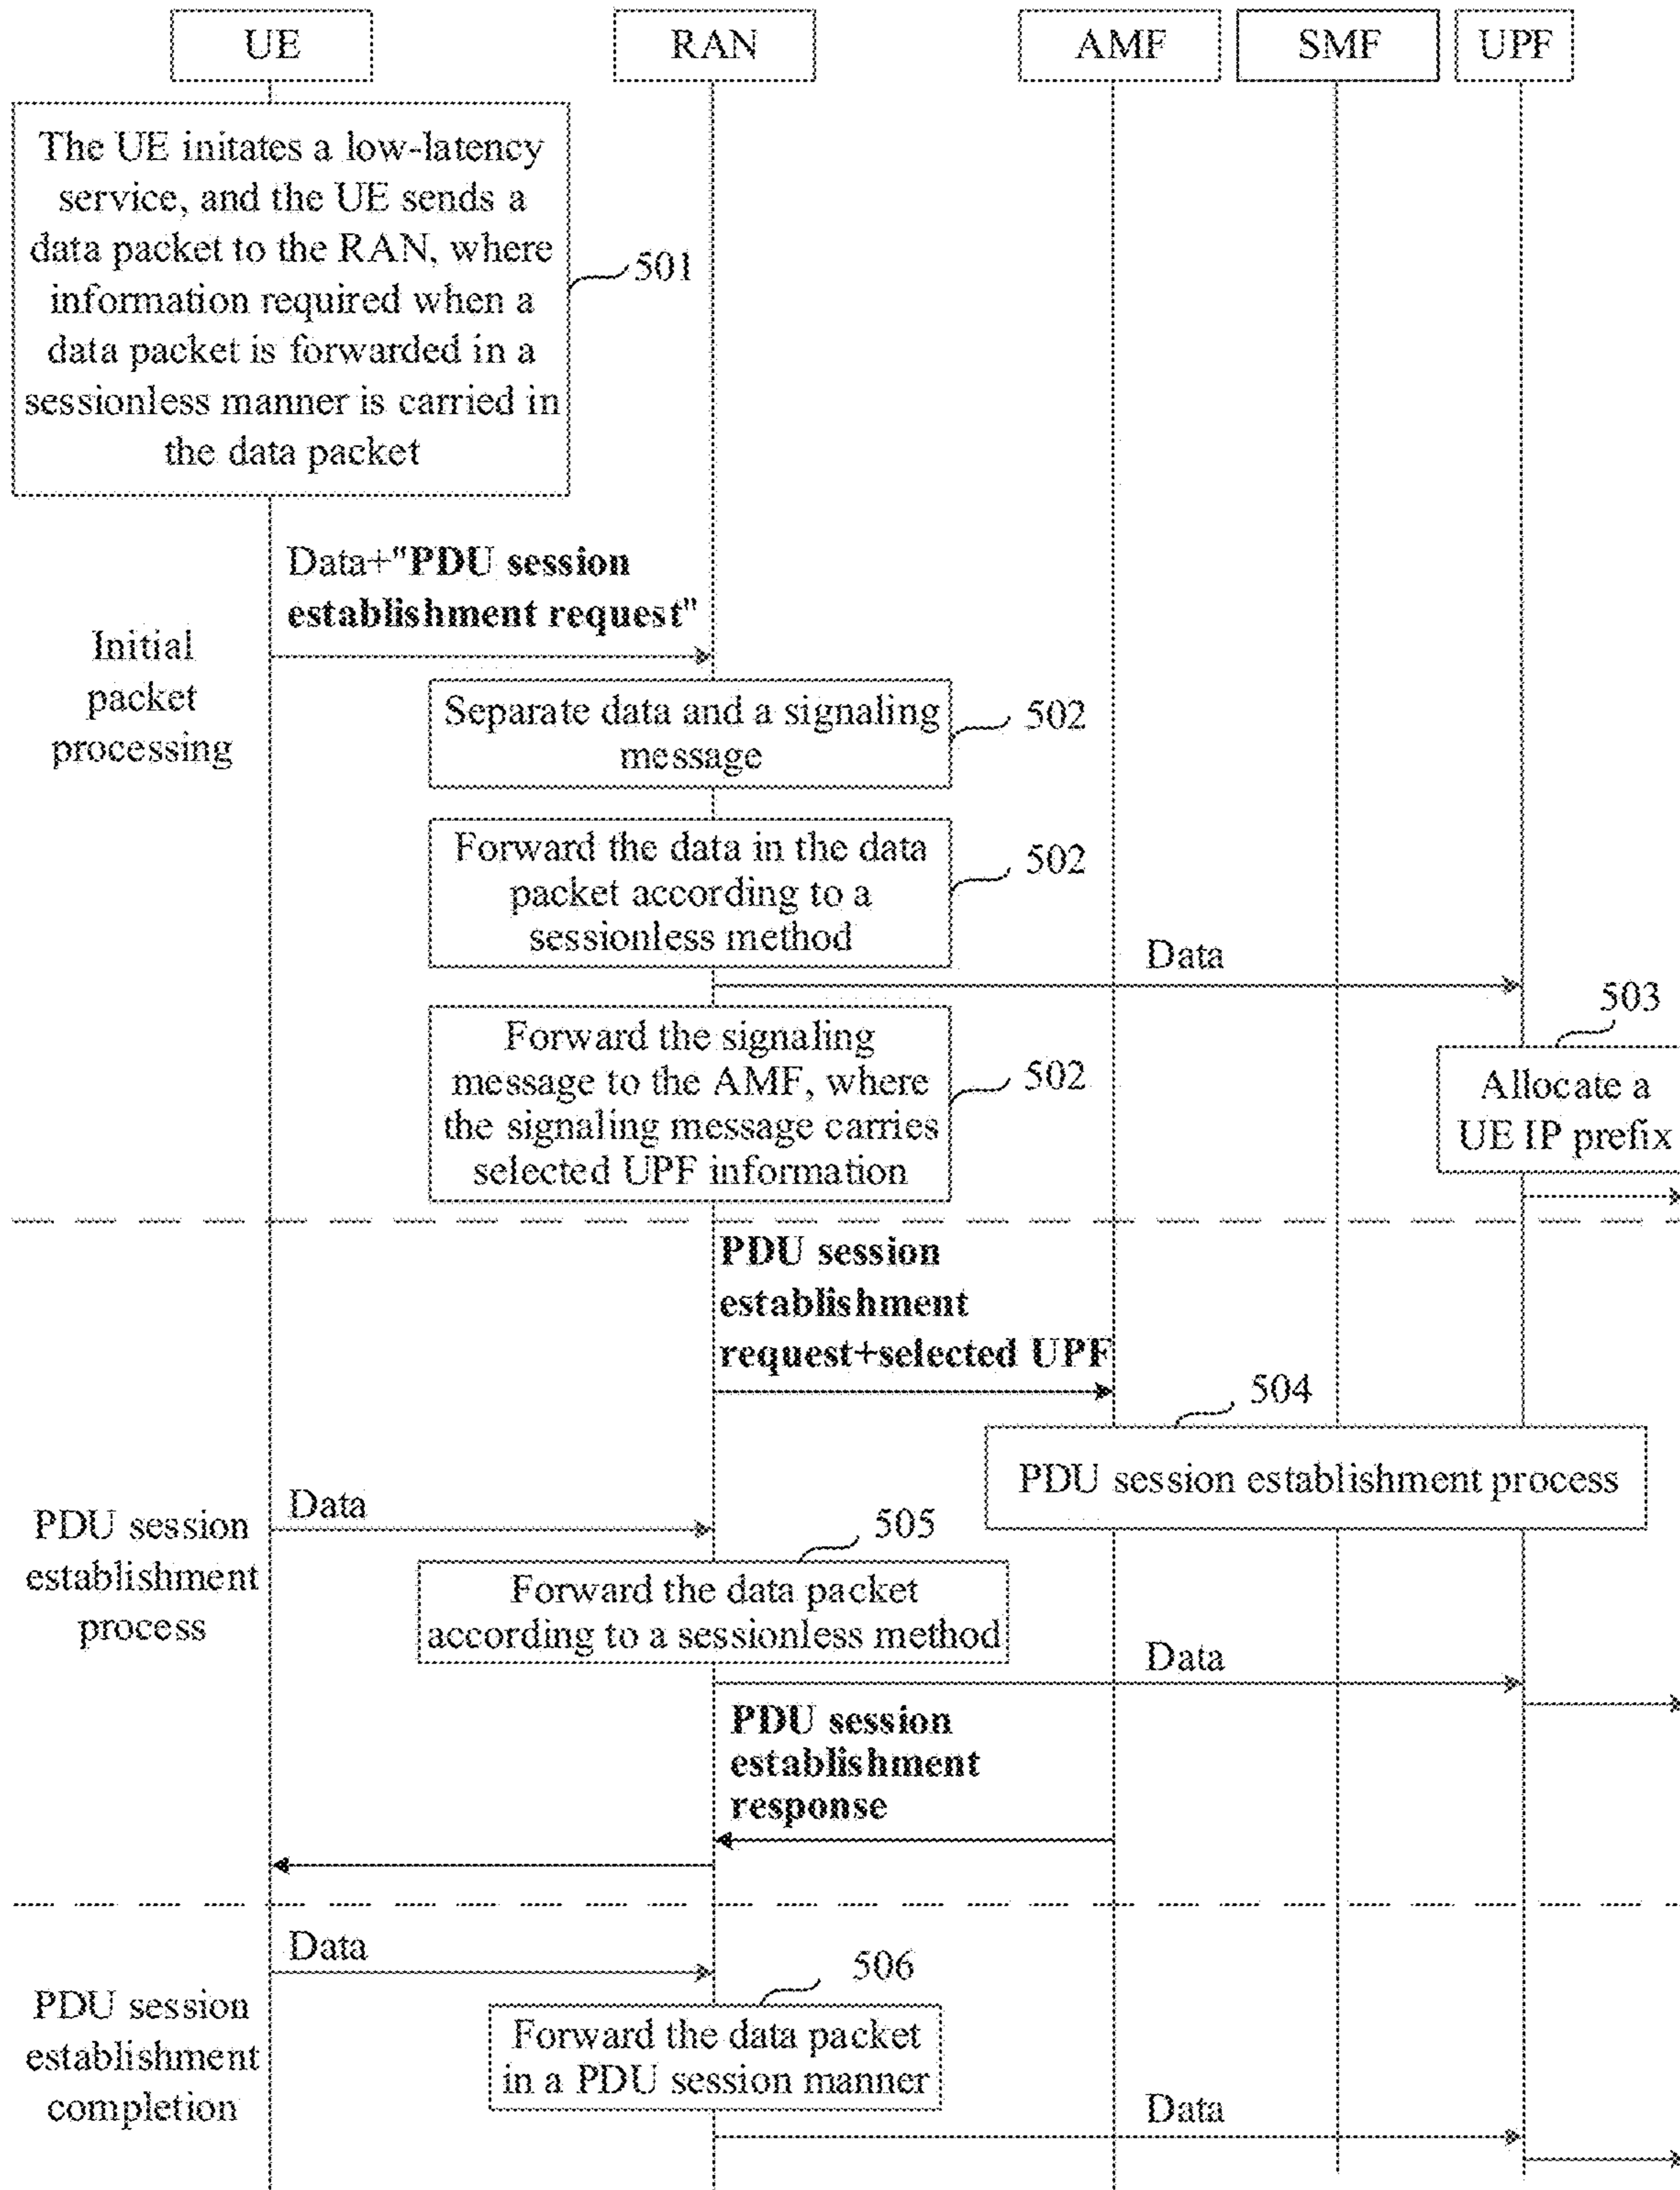 UE
RAN
AMF
SMF
UPF
The UE initates a low-latency
service, and the UE sends a
data packet to the RAN, where
information required when a
data packet is forwarded in a
sessionless manner is carried in
the data packet
501
Data+"PDU session
establishment request"
Initial
packet
processing
Separate data and a signaling
message
502
Forward the data in the data
packet according to a
sessionless method
502
Data
503
Forward the signaling
message to the AMF, where
the signaling message carries
selected UPF information
502
Allocate a
UE IP prefix
PDU session
establishment
request+selected UPF
504
PDU session establishment process
Data
PDU session
establishment
process
505
Forward the data packet
according to a sessionless method
Data
PDU session
establishment
response
Data
506
PDU session
establishment
completion
Forward the data packet
in a PDU session manner
Data